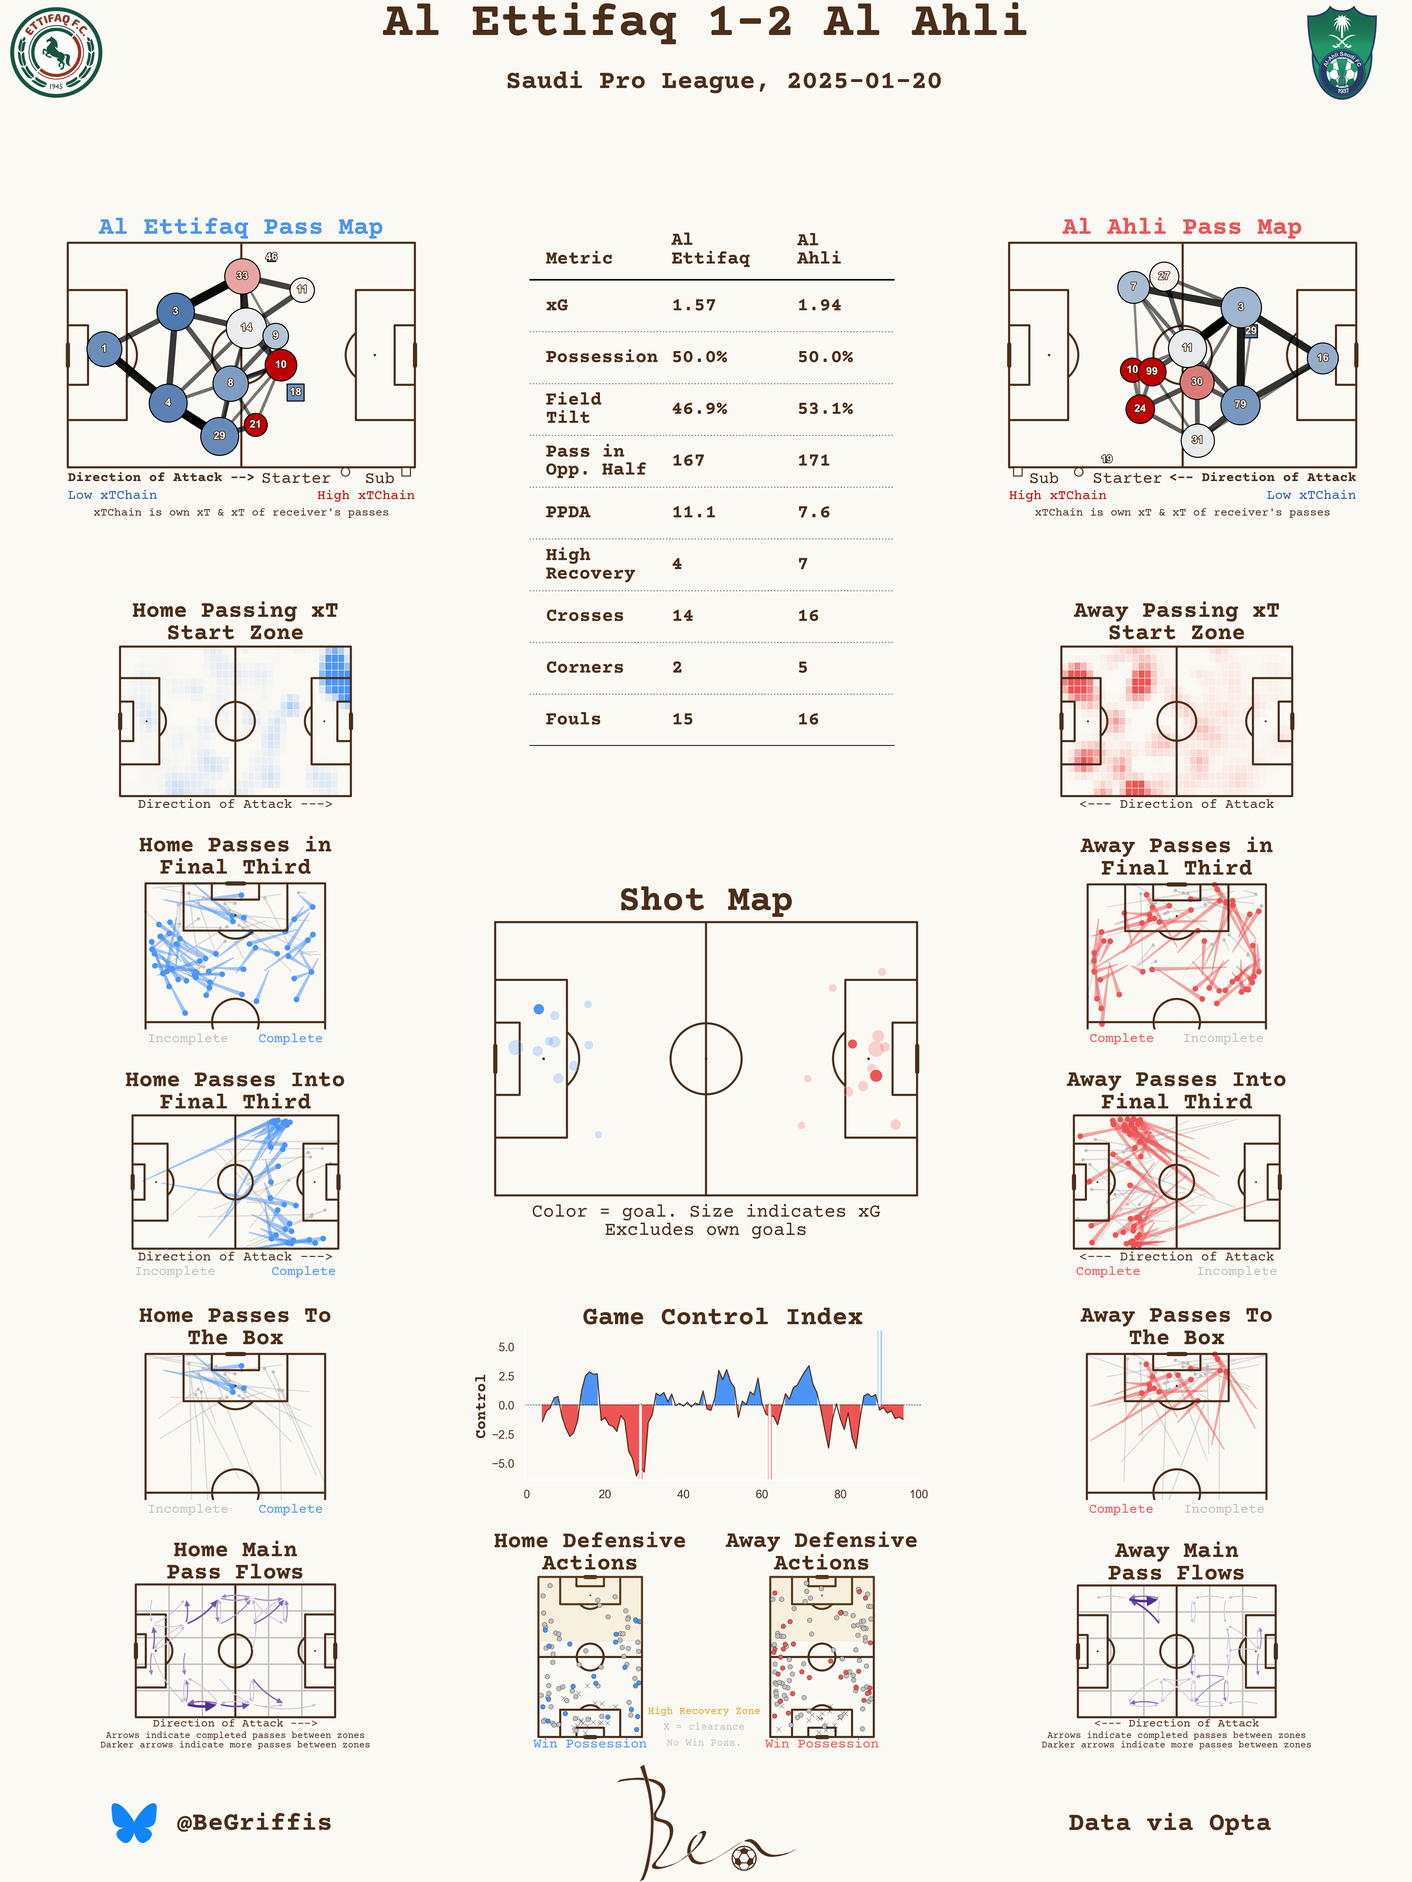 Al Ettifaq 1-2 Al Ahli
Saudi Pro League, 2025-01-20
ETTIFAQ F.C.
1945
Al-Ahli Saudi FC
1937
Al Ettifaq Pass Map
46
33
11
3
14
9
1
10
8
18
4
21
29
Direction of Attack --> Starter Sub
Low xTChain High xTChain
xTChain is own xT & xT of receiver's passes
Metric Al Ettifaq Al Ahli
xG 1.57 1.94
Possession 50.0% 50.0%
Field Tilt 46.9% 53.1%
Pass in Opp. Half 167 171
PPDA 11.1 7.6
High Recovery 4 7
Crosses 14 16
Corners 2 5
Fouls 15 16
Al Ahli Pass Map
27
7
3
29
11
16
10
99
30
24
79
31
19
Sub Starter <-- Direction of Attack
High xTChain Low xTChain
xTChain is own xT & xT of receiver's passes
Home Passing xT
Start Zone
Direction of Attack --->
Away Passing xT
Start Zone
<--- Direction of Attack
Home Passes in
Final Third
Incomplete Complete
Away Passes in
Final Third
Complete Incomplete
Shot Map
Color = goal. Size indicates xG
Excludes own goals
Home Passes Into
Final Third
Direction of Attack --->
Incomplete Complete
Away Passes Into
Final Third
<--- Direction of Attack
Complete Incomplete
Home Passes To
The Box
Incomplete Complete
Game Control Index
Control
5.0
2.5
0.0
−2.5
−5.0
0 20 40 60 80 100
Away Passes To
The Box
Complete Incomplete
Home Main
Pass Flows
Direction of Attack --->
Arrows indicate completed passes between zones
Darker arrows indicate more passes between zones
Home Defensive
Actions
Win Possession
High Recovery Zone
X = clearance
No Win Poss.
Away Defensive
Actions
Win Possession
Away Main
Pass Flows
<--- Direction of Attack
Arrows indicate completed passes between zones
Darker arrows indicate more passes between zones
@BeGriffis
Ben
Data via Opta